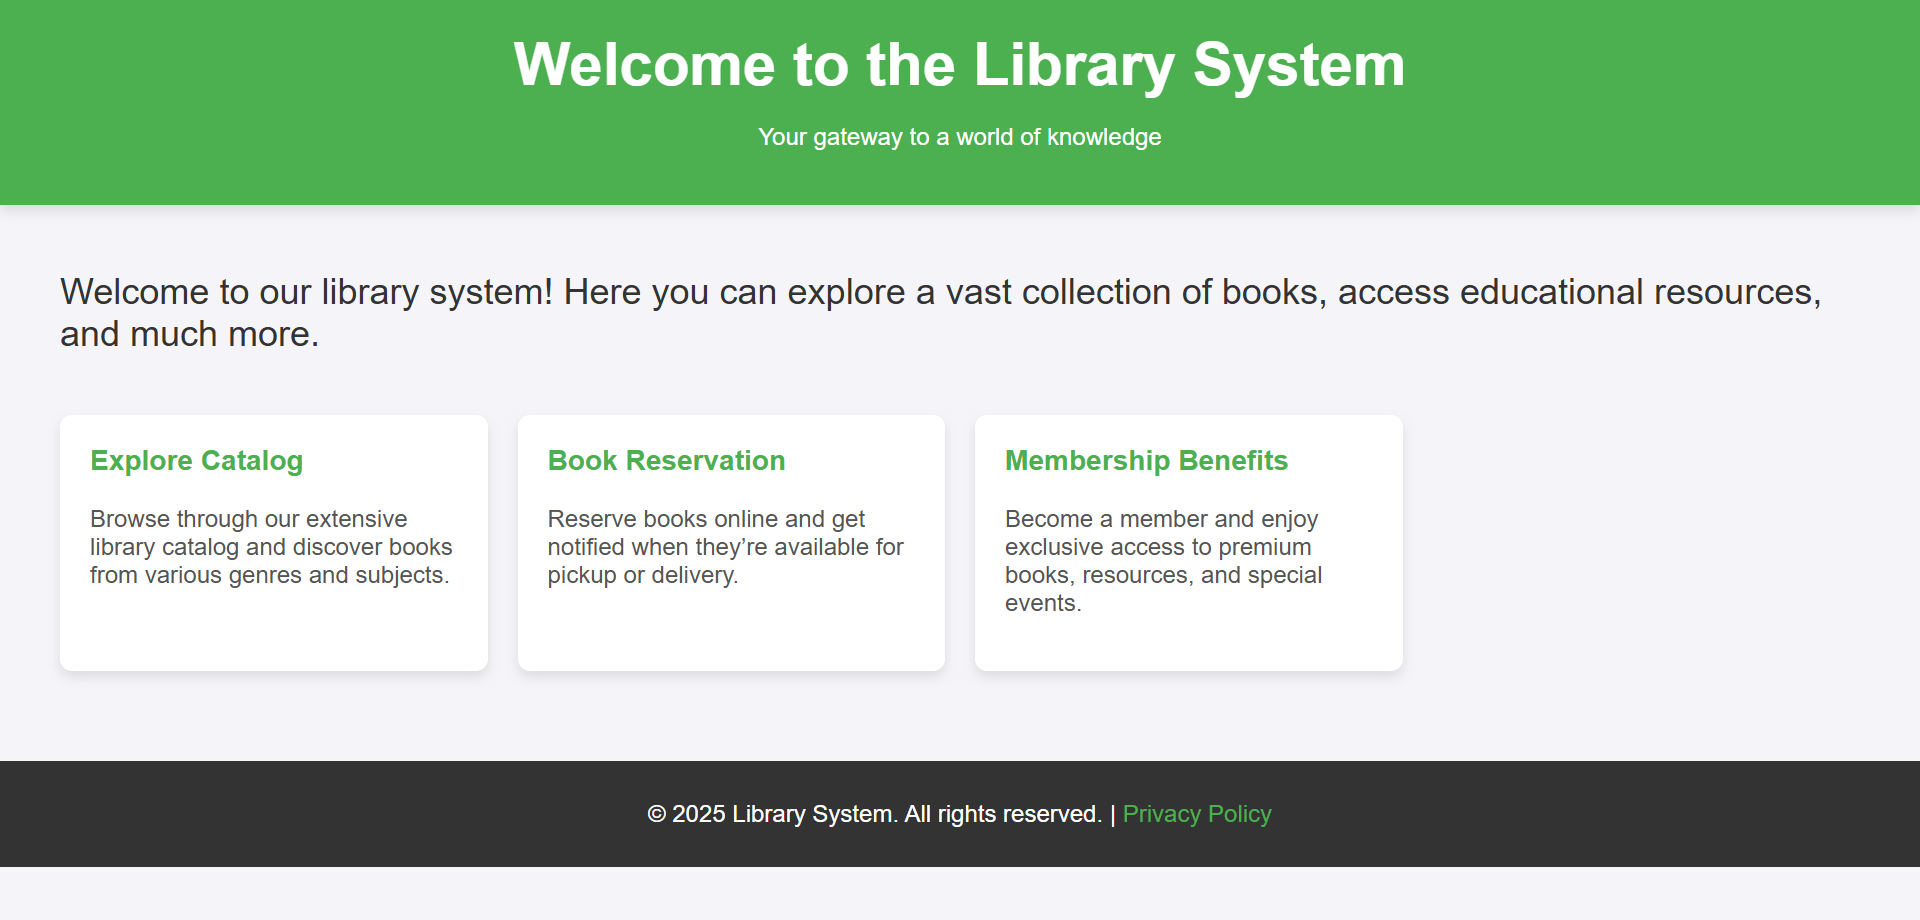 Welcome to the Library System
Your gateway to a world of knowledge
Welcome to our library system! Here you can explore a vast collection of books, access educational resources,
and much more.
Explore Catalog
Browse through our extensive
library catalog and discover books
from various genres and subjects.
Book Reservation
Reserve books online and get
notified when they’re available for
pickup or delivery.
Membership Benefits
Become a member and enjoy
exclusive access to premium
books, resources, and special
events.
© 2025 Library System. All rights reserved. | Privacy Policy